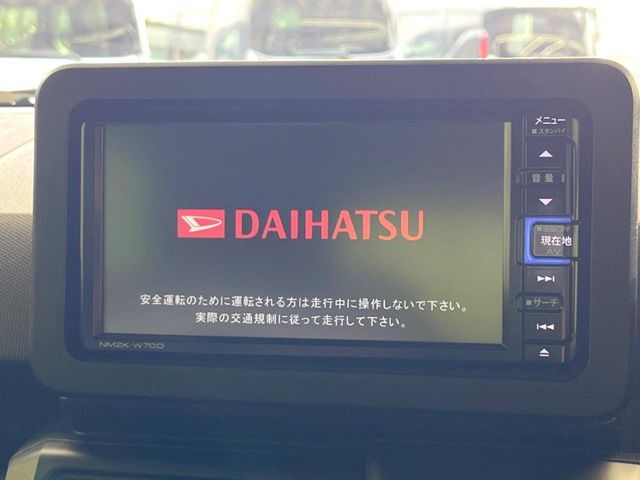 DAIHATSU
安全運転のために運転される方は走行中に操作しないで下さい。
実際の交通規制に従って走行して下さい。
NMZK-W70D
メニュー
■スタンバイ
音量
現在地
AV
■サーチ